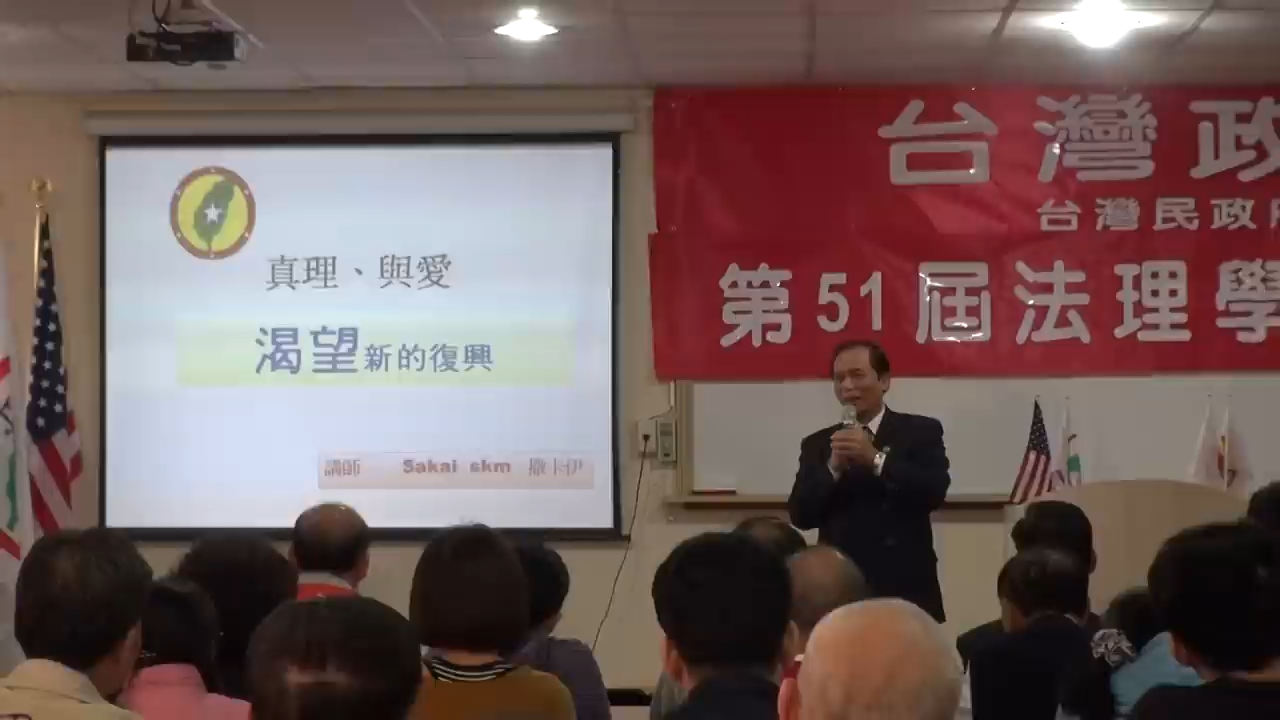 真理、與愛
渴望新的復興
講師 Sakai skm 撒卡伊
台灣政
台灣民政
第51屆法理學